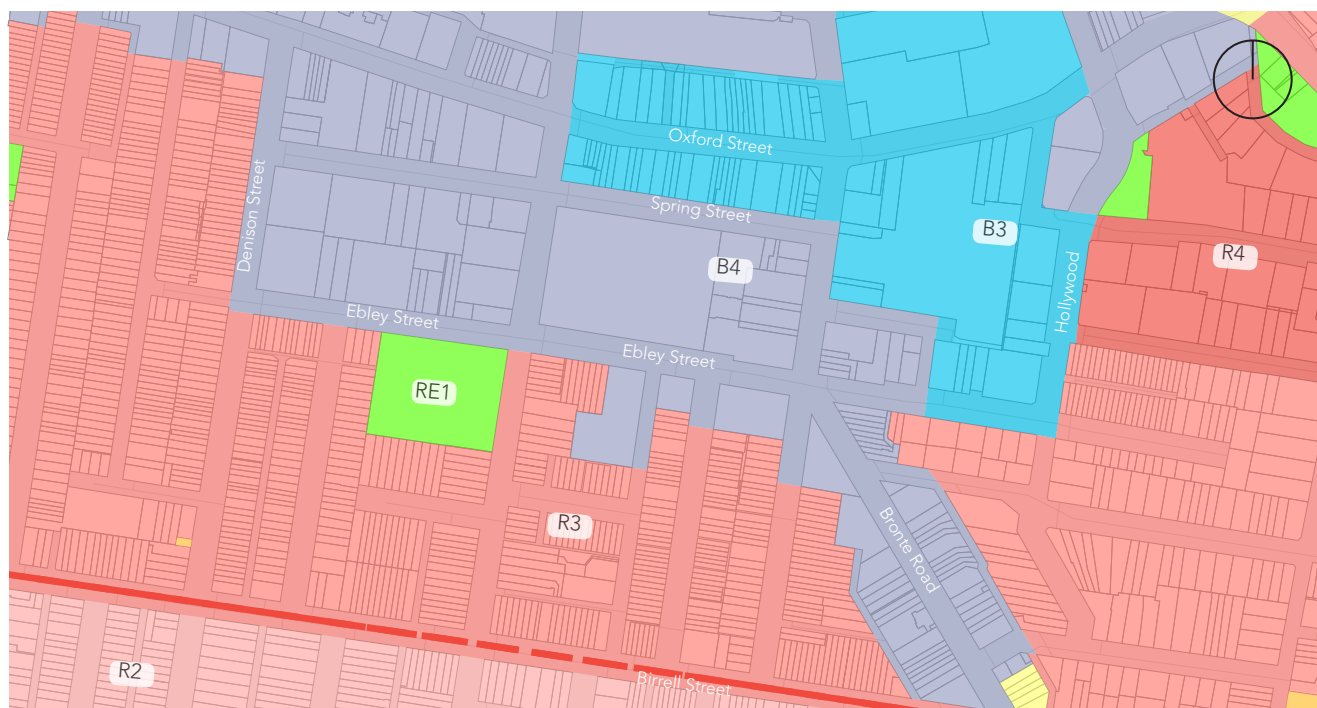 Oxford Street
Denison Street
Spring Street
B3
R4
B4
Hollywood
Ebley Street
Ebley Street
RE1
R3
Bronte Road
R2
Birrell Street